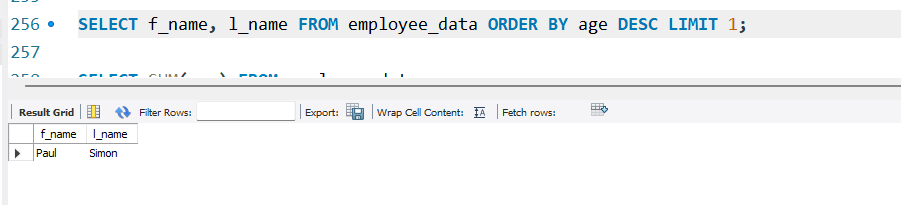 256 SELECT f_name, l_name FROM employee_data ORDER BY age DESC LIMIT 1;
257
Result Grid Filter Rows: Export: Wrap Cell Content: Fetch rows:
f_name l_name
Paul Simon